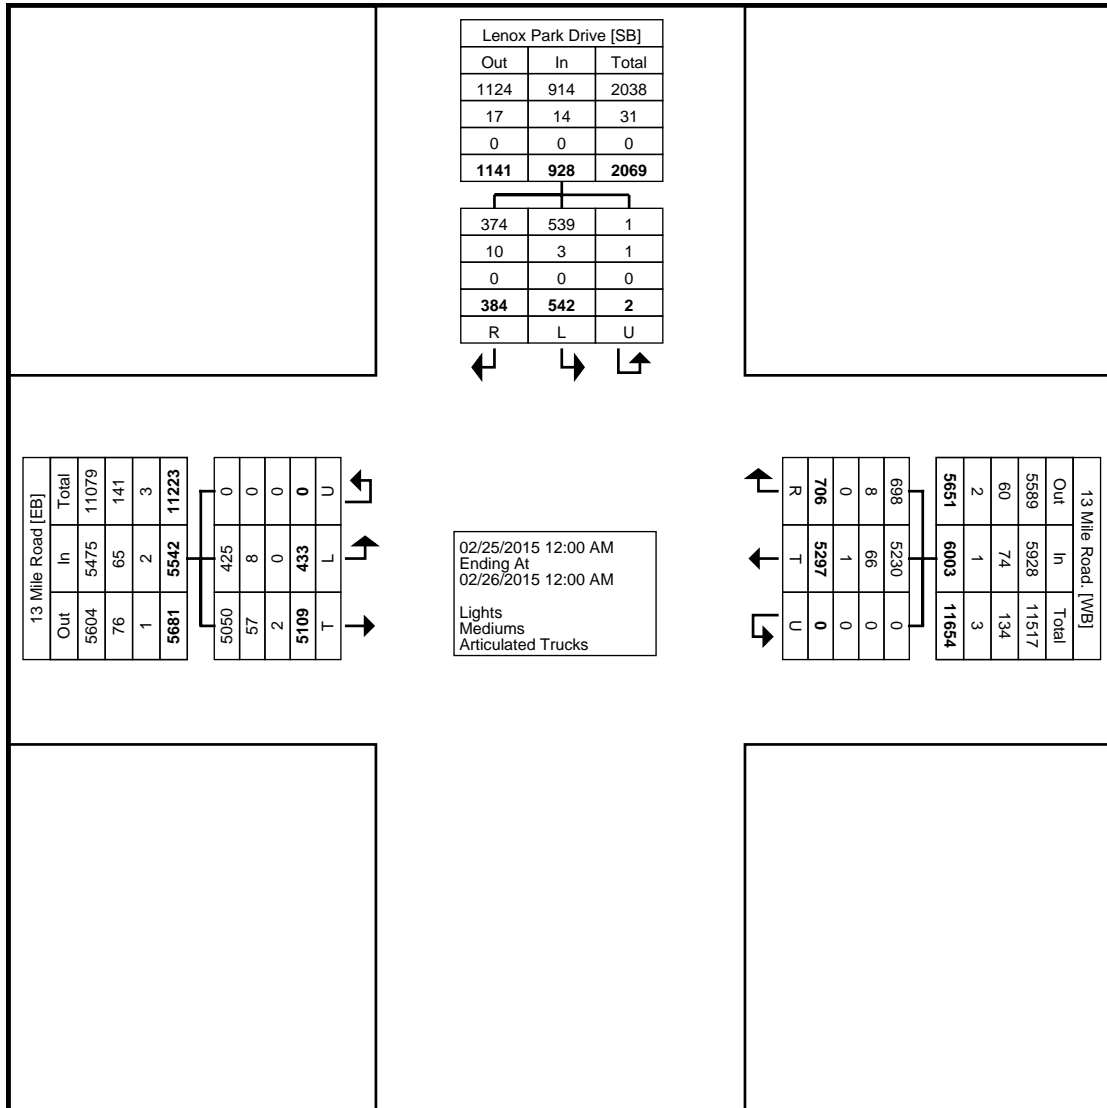 Lenox Park Drive [SB]
Out In Total
1124 914 2038
17 14 31
0 0 0
1141 928 2069
374 539 1
10 3 1
0 0 0
384 542 2
R L U
13 Mile Road [EB]
Total In Out
11079 5475 5604
141 65 76
3 2 1
11223 5542 5681
0 425 5050
0 8 57
0 0 2
0 433 5109
U L T
02/25/2015 12:00 AM
Ending At
02/26/2015 12:00 AM
Lights
Mediums
Articulated Trucks
13 Mile Road. [WB]
Out In Total
5589 5928 11517
60 74 134
2 1 3
5651 6003 11654
698 5230 0
8 66 0
0 1 0
706 5297 0
R T U